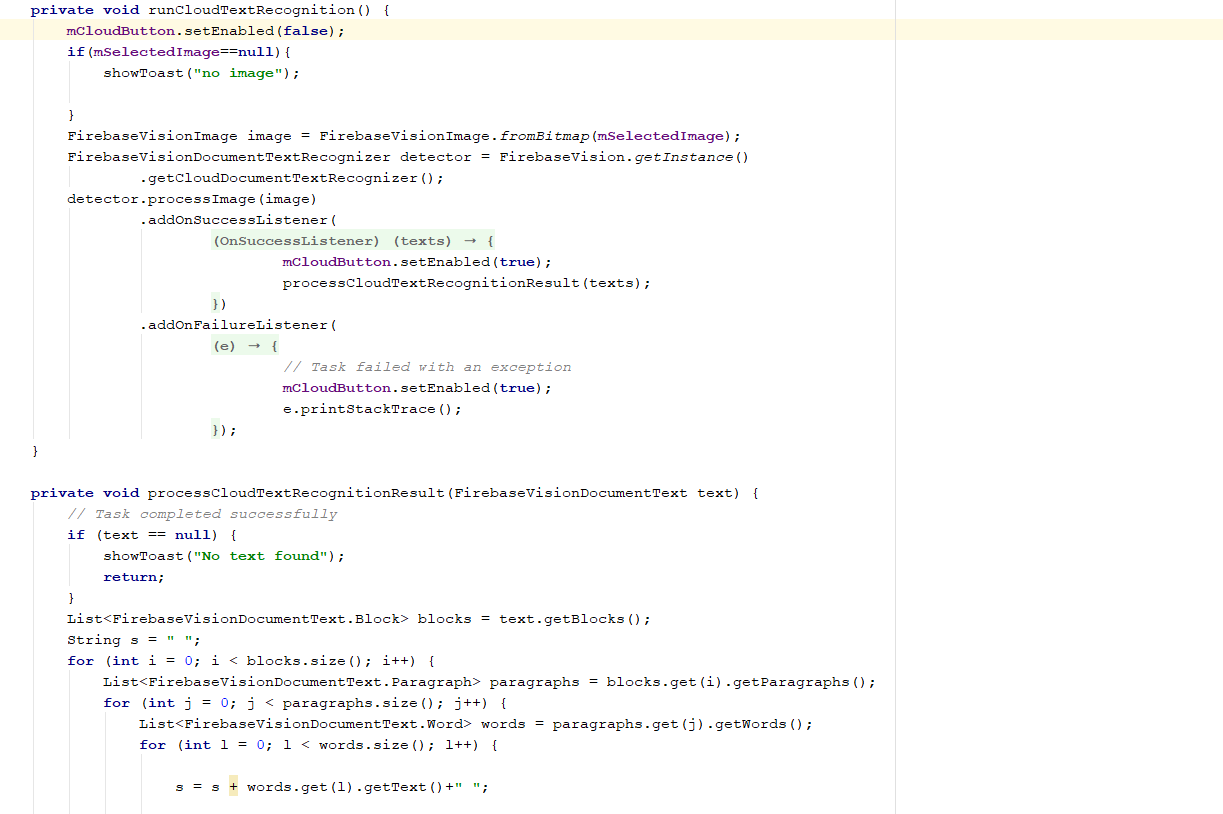 private void runCloudTextRecognition() {
    mCloudButton.setEnabled(false);
    if(mSelectedImage==null){
        showToast("no image");

    }
    FirebaseVisionImage image = FirebaseVisionImage.fromBitmap(mSelectedImage);
    FirebaseVisionDocumentTextRecognizer detector = FirebaseVision.getInstance()
            .getCloudDocumentTextRecognizer();
    detector.processImage(image)
            .addOnSuccessListener(
                    (OnSuccessListener) (texts) → {
                            mCloudButton.setEnabled(true);
                            processCloudTextRecognitionResult(texts);
                    })
            .addOnFailureListener(
                    (e) → {
                            // Task failed with an exception
                            mCloudButton.setEnabled(true);
                            e.printStackTrace();
                    });
}

private void processCloudTextRecognitionResult(FirebaseVisionDocumentText text) {
    // Task completed successfully
    if (text == null) {
        showToast("No text found");
        return;
    }
    List<FirebaseVisionDocumentText.Block> blocks = text.getBlocks();
    String s = " ";
    for (int i = 0; i < blocks.size(); i++) {
        List<FirebaseVisionDocumentText.Paragraph> paragraphs = blocks.get(i).getParagraphs();
        for (int j = 0; j < paragraphs.size(); j++) {
            List<FirebaseVisionDocumentText.Word> words = paragraphs.get(j).getWords();
            for (int l = 0; l < words.size(); l++) {

                s = s + words.get(l).getText()+" ";